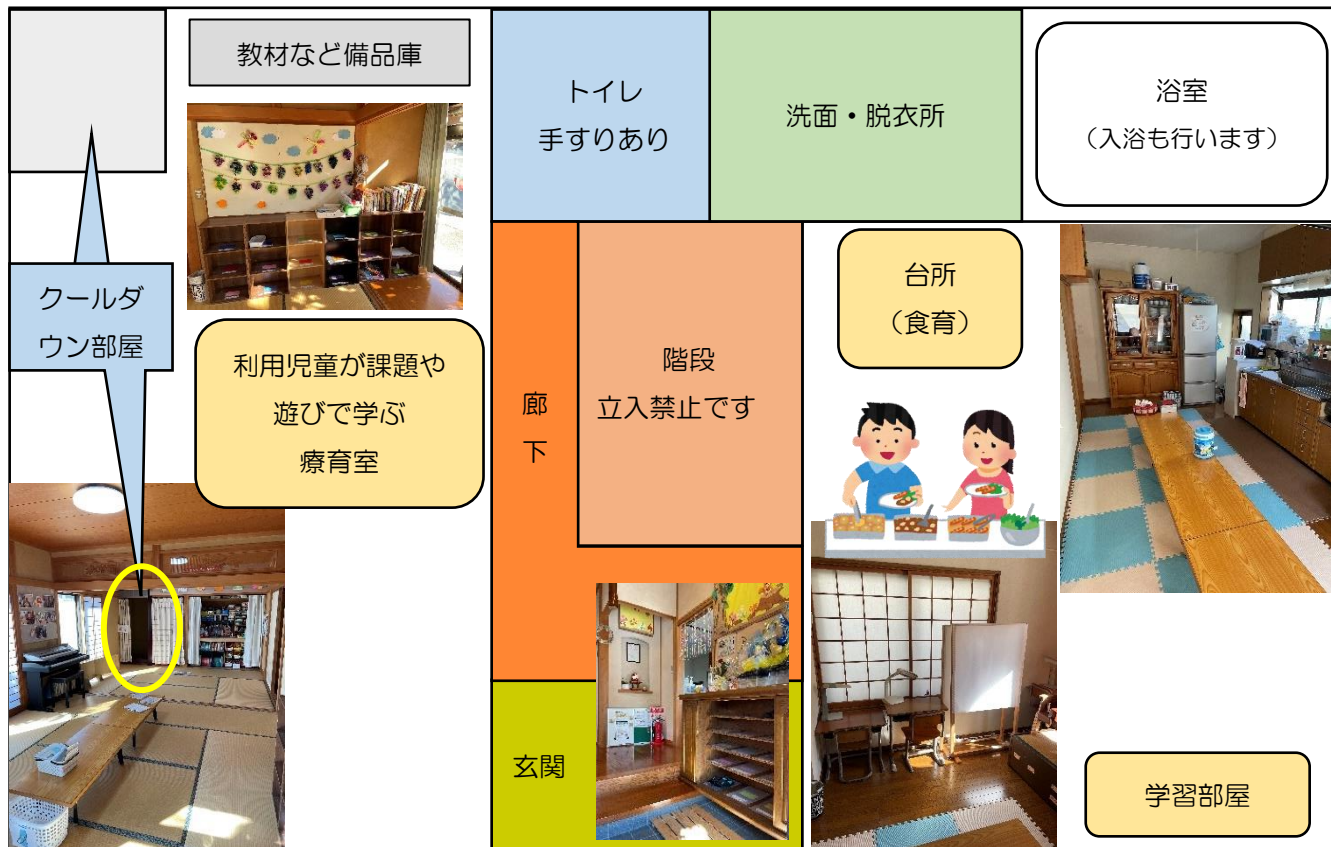 教材など備品庫
トイレ
手すりあり
洗面・脱衣所
浴室
（入浴も行います）
クールダ
ウン部屋
利用児童が課題や
遊びで学ぶ
療育室
廊
下
階段
立入禁止です
台所
（食育）
玄関
学習部屋